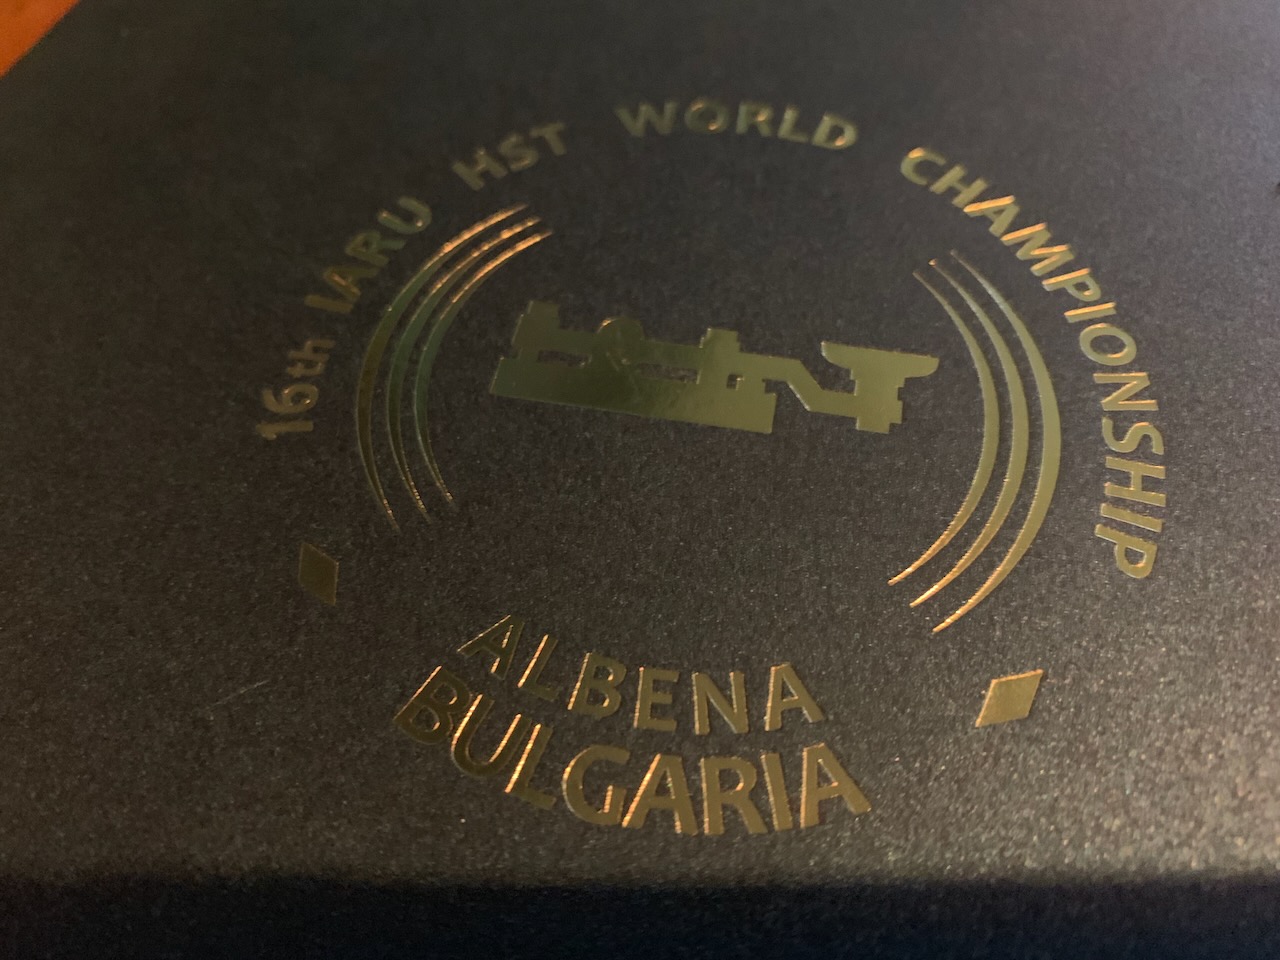 16th IARU HST WORLD CHAMPIONSHIP
ALBENA
BULGARIA